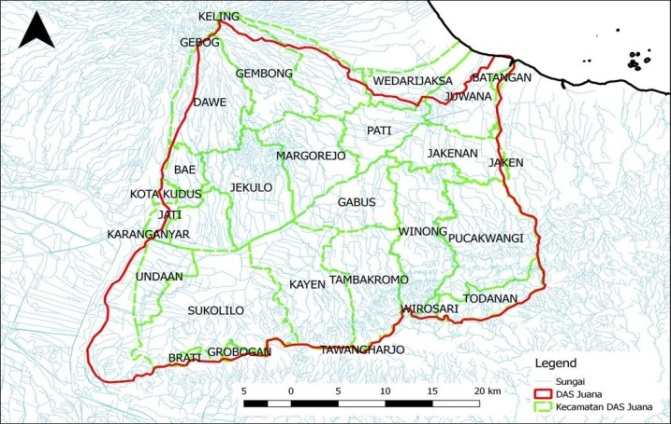 KELING
GEBOG
GEMBONG
WEDARIJAKSA
BATANGAN
JUWANA
DAWE
PATI
MARGOREJO
JAKENAN
JAKEN
BAE
JEKULO
KOTA KUDUS
GABUS
JATI
KARANGANYAR
WINONG
PUCAKWANGI
UNDAAN
KAYEN
TAMBAKROMO
TODANAN
SUKOLILO
WIROSARI
GROBOGAN
TAWANGHARJO
BRATI
Legend
Sungai
DAS Juana
Kecamatan DAS Juana
5 0 5 10 15 20 km